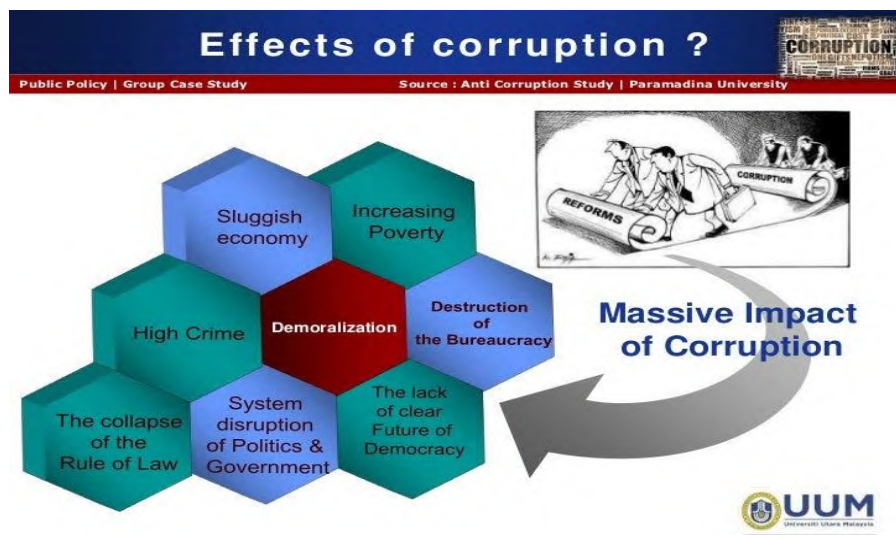 Effects of corruption ?
CORRUPTION
Public Policy | Group Case Study
Source : Anti Corruption Study | Paramadina University
Sluggish
economy
Increasing
Poverty
High Crime
Demoralization
Destruction
of
the Bureaucracy
The collapse
of the
Rule of Law
System
disruption
of Politics &
Government
The lack
of clear
Future of
Democracy
REFORMS
CORRUPTION
Massive Impact
of Corruption
UUM
Universiti Utara Malaysia